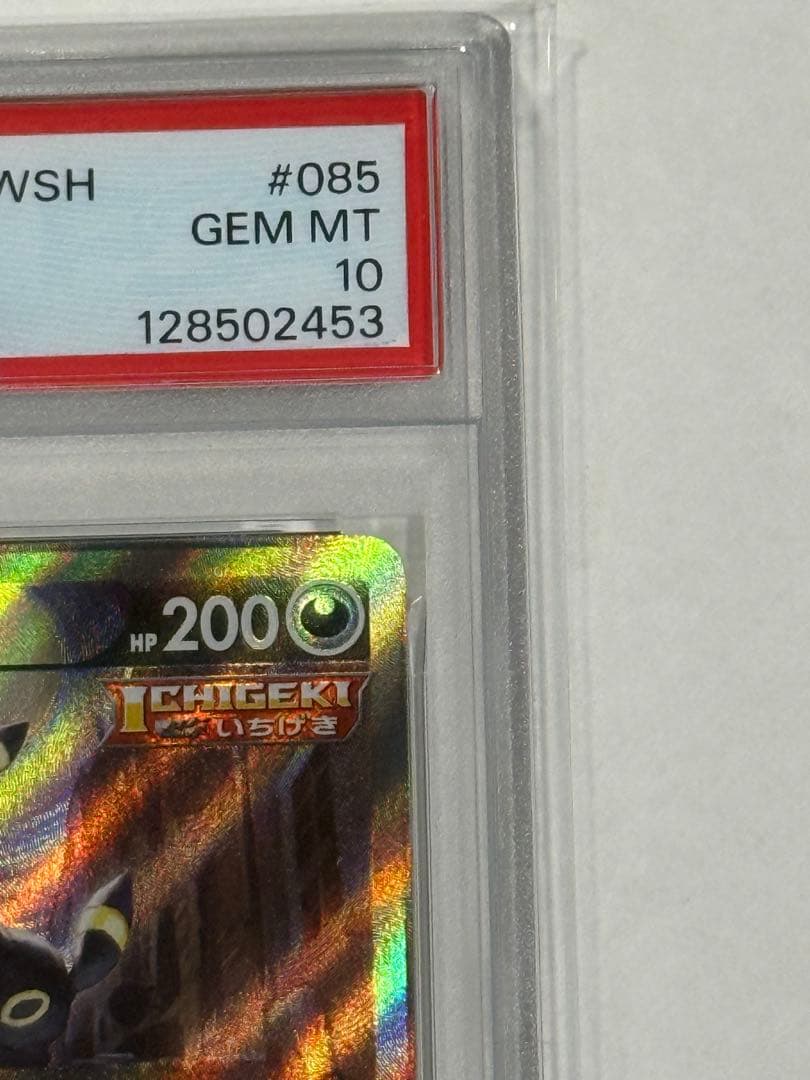 WSH #085
GEM MT
10
128502453
HP 200
ICHIGEKI
いちげき